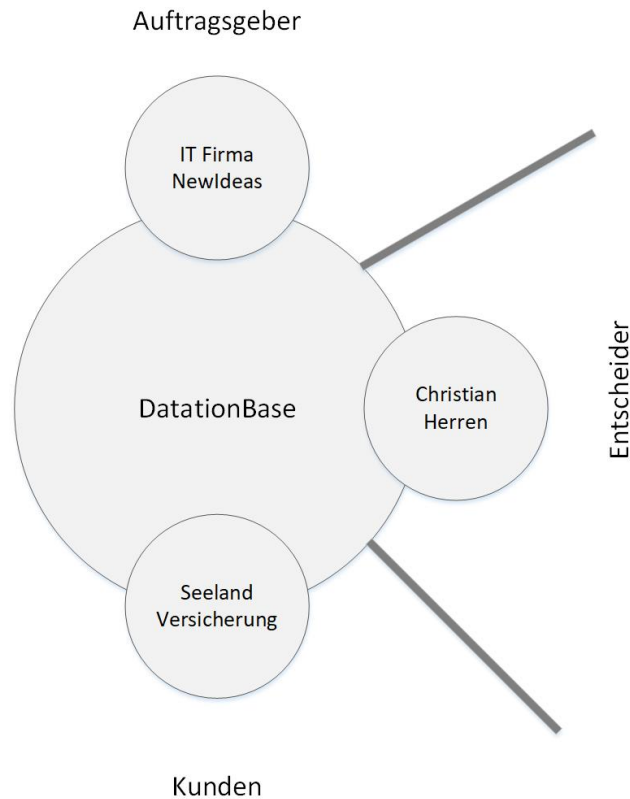 Auftragsgeber
IT Firma
NewIdeas
DatationBase
Christian
Herren
Entscheider
Seeland
Versicherung
Kunden